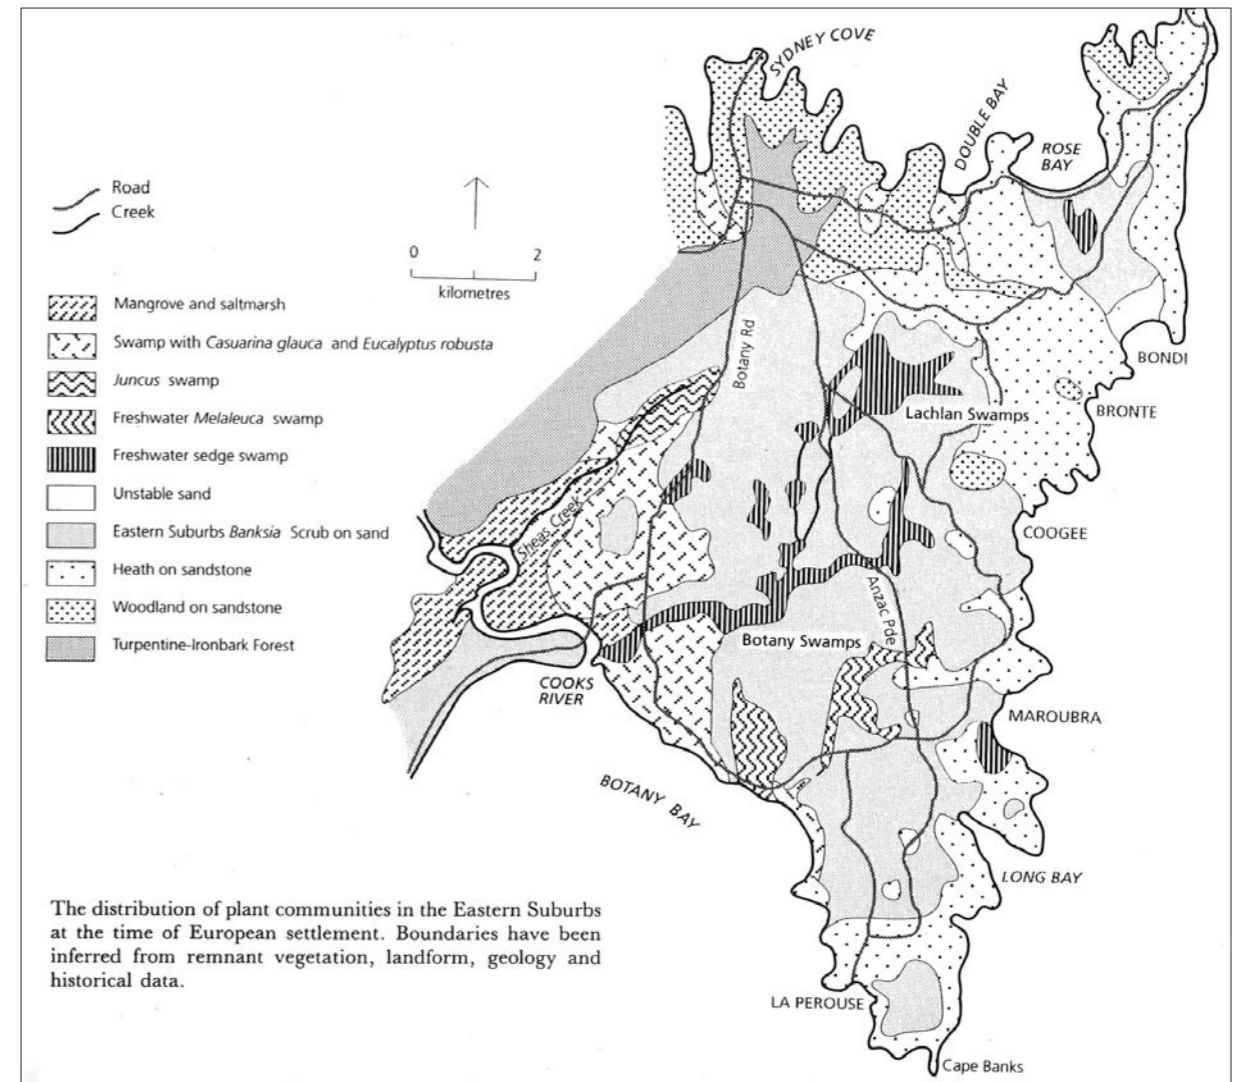 SYDNEY COVE
DOUBLE BAY
ROSE
BAY
Road
Creek
0 2
kilometres
Mangrove and saltmarsh
Swamp with Casuarina glauca and Eucalyptus robusta
Juncus swamp
Freshwater Melaleuca swamp
Freshwater sedge swamp
Unstable sand
Eastern Suburbs Banksia Scrub on sand
Heath on sandstone
Woodland on sandstone
Turpentine-Ironbark Forest
Botany Rd
BONDI
Lachlan Swamps
BRONTE
Sheas Creek
COOGEE
Anzac Pde
Botany Swamps
COOKS
RIVER
MAROUBRA
BOTANY BAY
LONG BAY
LA PEROUSE
Cape Banks
The distribution of plant communities in the Eastern Suburbs
at the time of European settlement. Boundaries have been
inferred from remnant vegetation, landform, geology and
historical data.